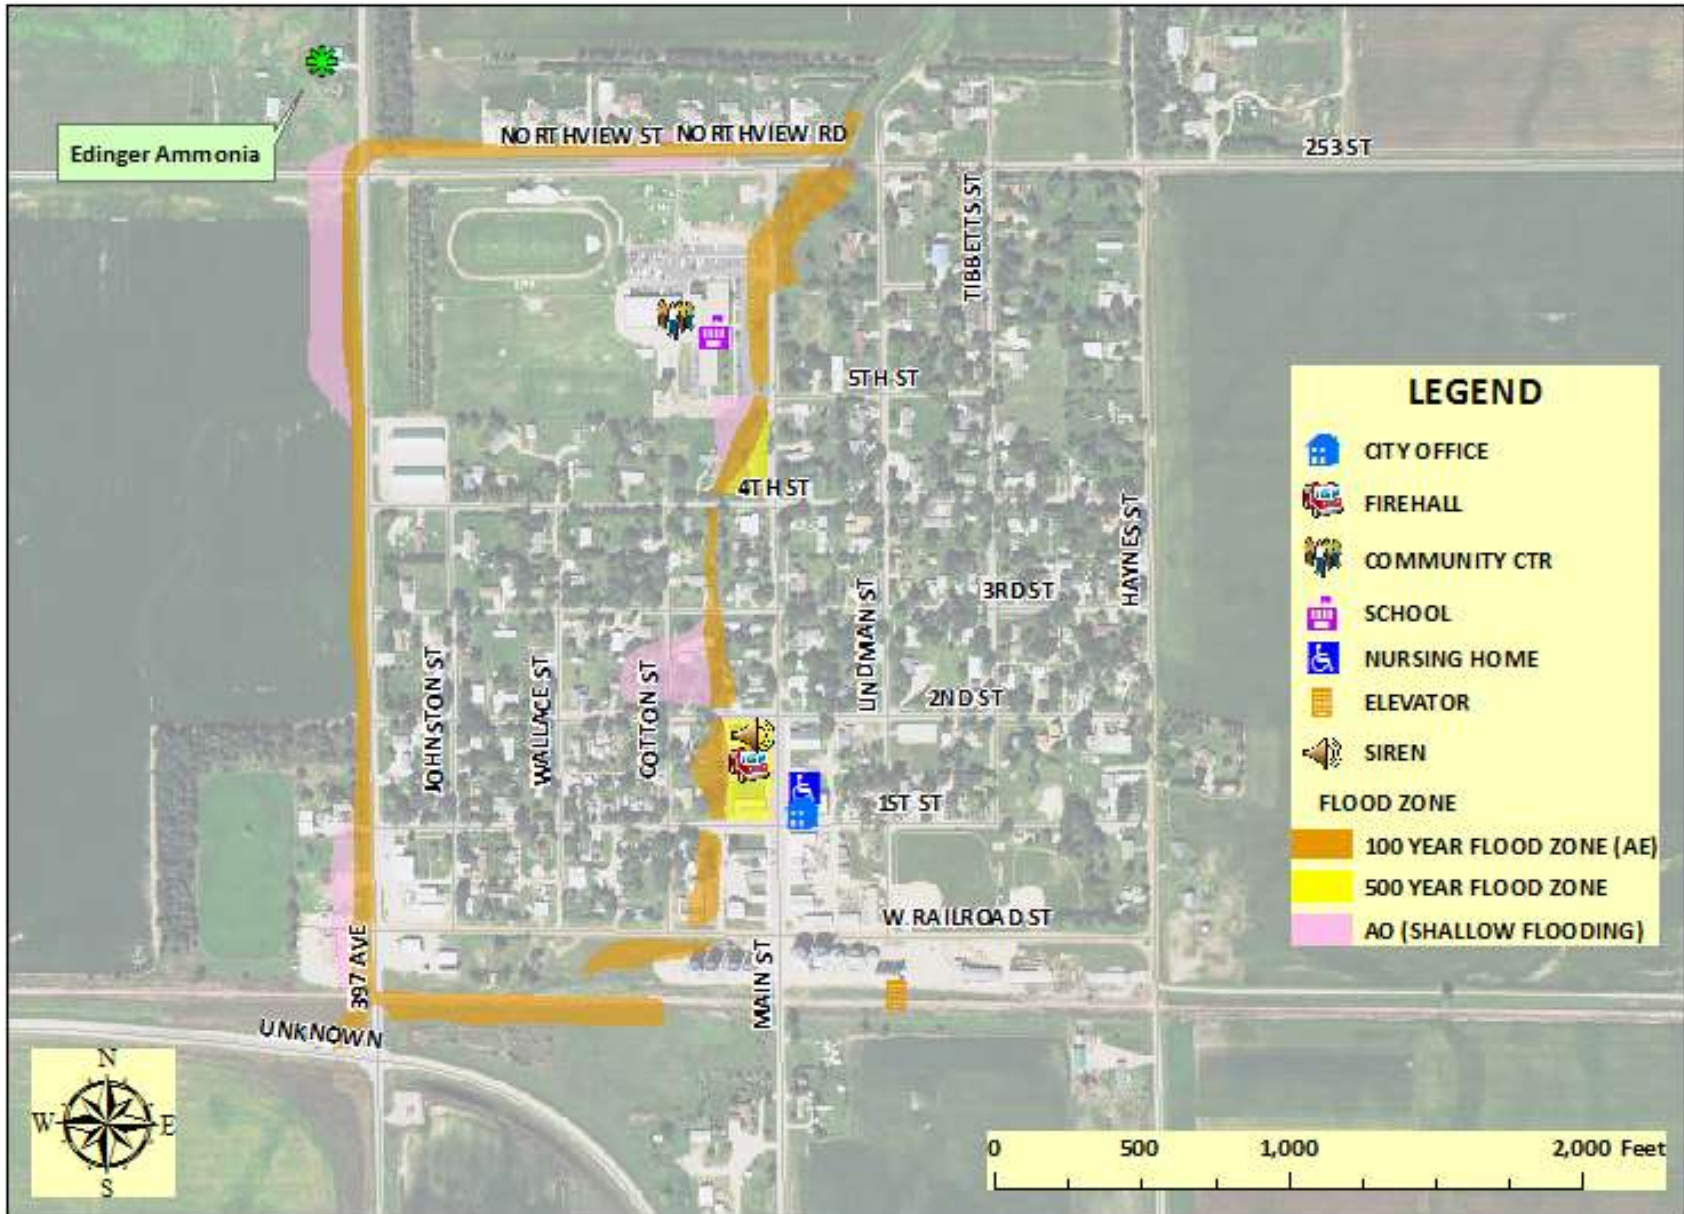 Edinger Ammonia
NORTHVIEW ST
NORTHVIEW RD
253 ST
TIBBETTS ST
5TH ST
4TH ST
3RD ST
HAYNES ST
LINDMAN ST
2ND ST
JOHNSTON ST
WALLACE ST
COTTON ST
1ST ST
W. RAILROAD ST
397 AVE
MAIN ST
UNKNOWN
LEGEND
CITY OFFICE
FIREHALL
COMMUNITY CTR
SCHOOL
NURSING HOME
ELEVATOR
SIREN
FLOOD ZONE
100 YEAR FLOOD ZONE (AE)
500 YEAR FLOOD ZONE
AO (SHALLOW FLOODING)
N
W E
S
0 500 1,000 2,000 Feet